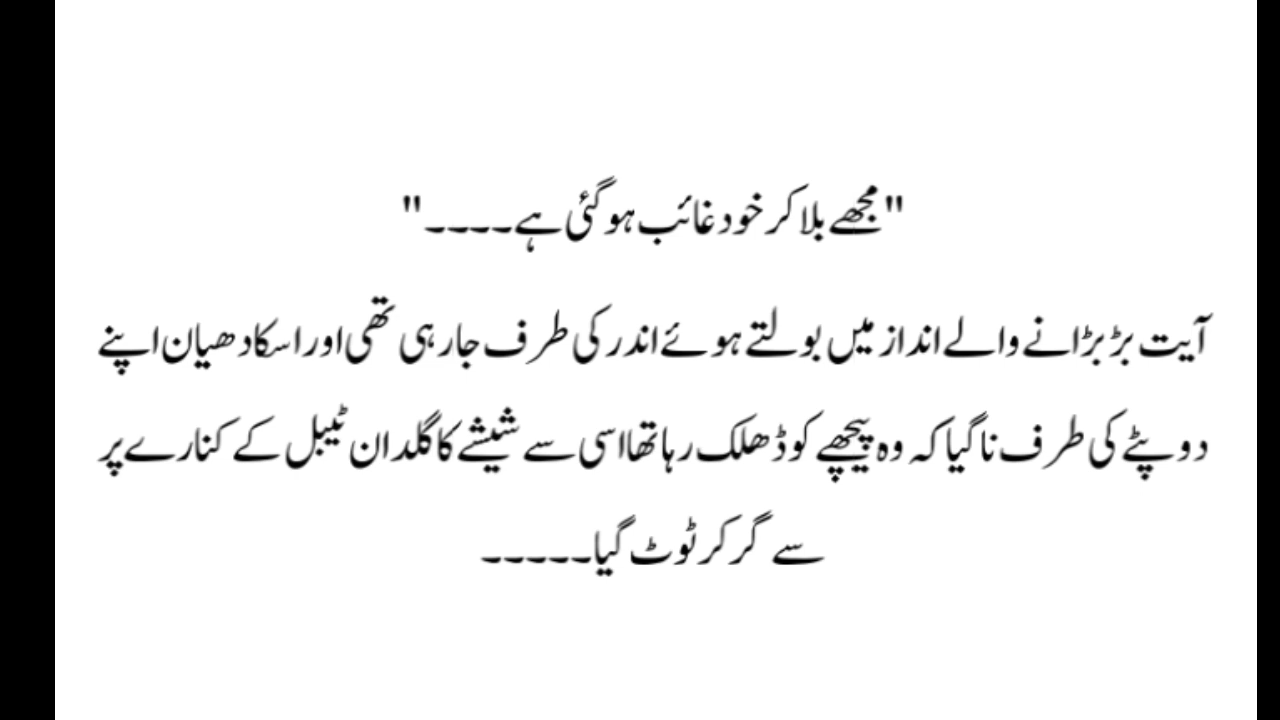 "مجھے بلا کر خود غائب ہو گئی ہے۔۔۔۔"
آیت بڑبڑانے والے انداز میں بولتے ہوئے اندر کی طرف جا رہی تھی اور اسکا دھیان اپنے
دوپٹے کی طرف نا گیا کہ وہ پیچھے کو ڈھلک رہا تھا اسی سے شیشے کا گلدان ٹیبل کے کنارے پر
سے گر کر ٹوٹ گیا۔۔۔۔۔